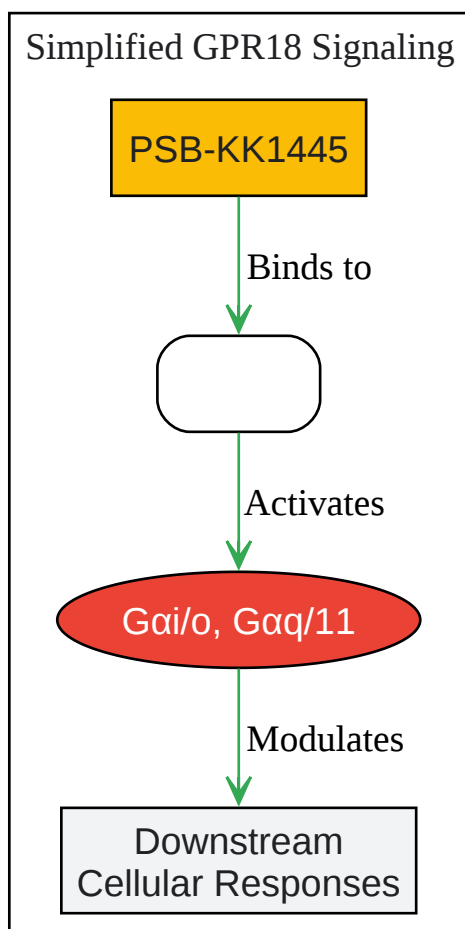 Simplified GPR18 Signaling
PSB-KK1445
Binds to
Activates
Gαi/o, Gαq/11
Modulates
Downstream
Cellular Responses